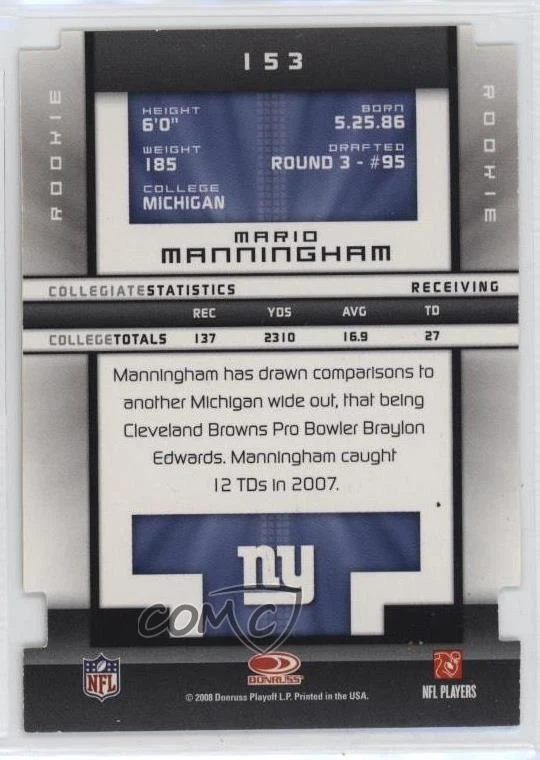 153
ROOKIE
ROOKIE
HEIGHT BORN
6'0" 5.25.86
WEIGHT DRAFTED
185 ROUND 3 - #95
COLLEGE
MICHIGAN
MARIO
MANNINGHAM
COLLEGIATESTATISTICS RECEIVING
REC YDS AVG TD
COLLEGETOTALS 137 2310 16.9 27
Manningham has drawn comparisons to
another Michigan wide out, that being
Cleveland Browns Pro Bowler Braylon
Edwards. Manningham caught
12 TDs in 2007.
ny
COMC
NFL DONRUSS NFL PLAYERS
© 2008 Donruss Playoff L.P. Printed in the USA.